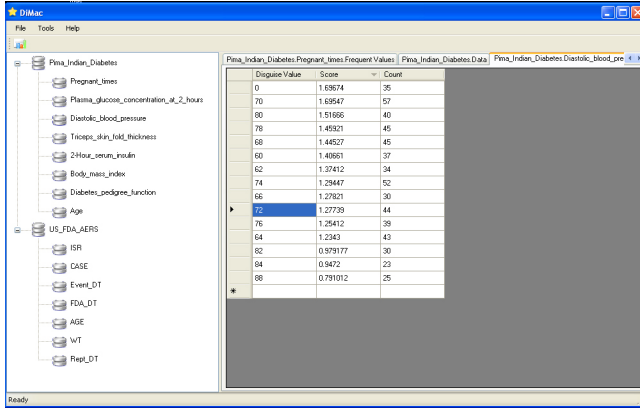 DiMac
File Tools Help
Pima_Indian_Diabetes
Pregnant_times
Plasma_glucose_concentration_at_2_hours
Diastolic_blood_pressure
Triceps_skin_fold_thickness
2-Hour_serum_insulin
Body_mass_index
Diabetes_pedigree_function
Age
US_FDA_AERS
ISR
CASE
Event_DT
FDA_DT
AGE
WT
Rept_DT
Pima_Indian_Diabetes.Pregnant_times.Frequent Values Pima_Indian_Diabetes.Data Pima_Indian_Diabetes.Diastolic_blood_pre
Disguise Value Score Count
0 1.69674 35
70 1.69547 57
80 1.51666 40
78 1.45921 45
68 1.44527 45
60 1.40661 37
62 1.37412 34
74 1.29447 52
66 1.27821 30
72 1.27739 44
76 1.25412 39
64 1.2343 43
82 0.979177 30
84 0.9472 23
88 0.791012 25
Ready